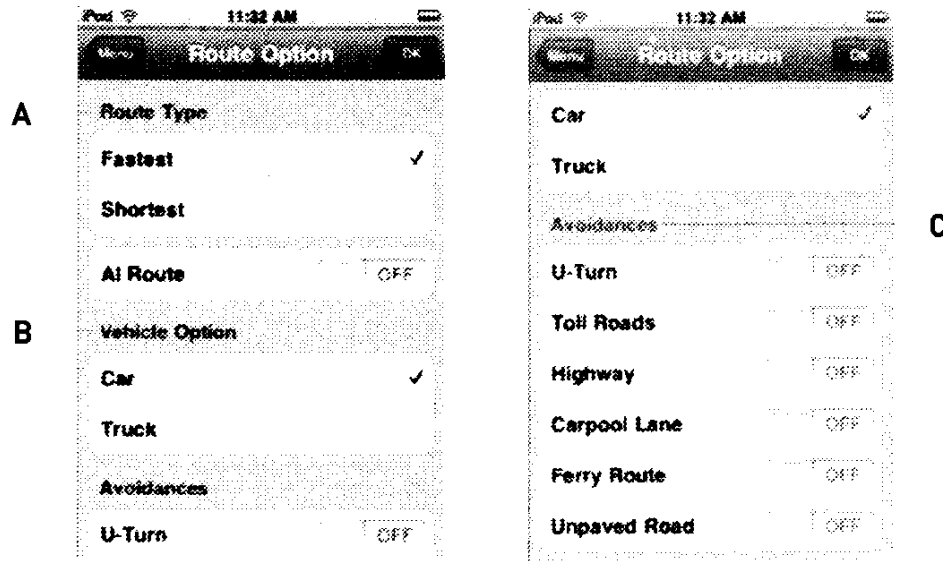 iPod 11:32 AM
Menu Route Option OK
A
Route Type
Fastest ✓
Shortest
AI Route OFF
B
Vehicle Option
Car ✓
Truck
Avoidances
U-Turn OFF
iPod 11:32 AM
Menu Route Option OK
Car ✓
Truck
Avoidances
C
U-Turn OFF
Toll Roads OFF
Highway OFF
Carpool Lane OFF
Ferry Route OFF
Unpaved Road OFF